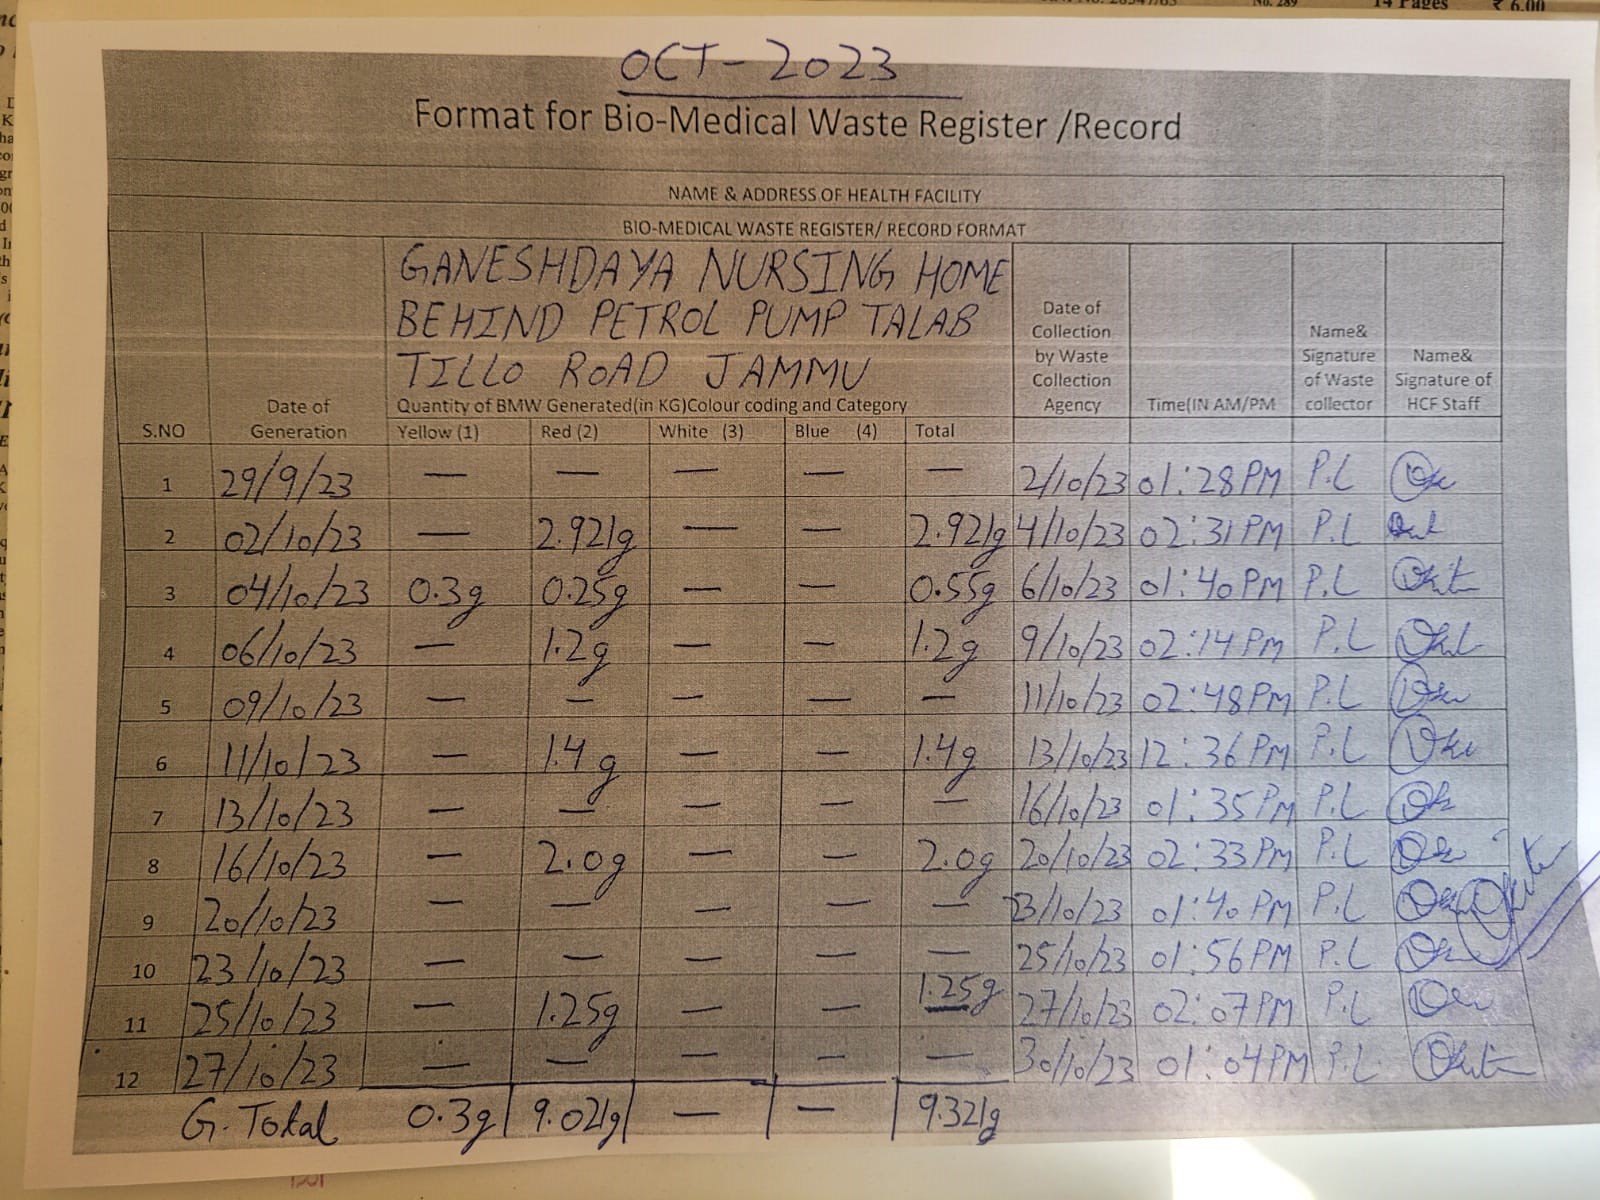 14 Pages ₹ 6.00
OCT-2023
Format for Bio-Medical Waste Register /Record
NAME & ADDRESS OF HEALTH FACILITY
BIO-MEDICAL WASTE REGISTER/ RECORD FORMAT
GANESHDAYA NURSING HOME
BEHIND PETROL PUMP TALAB
TILLO ROAD JAMMU
S.NO Date of Generation Quantity of BMW Generated(in KG)Colour coding and Category Date of Collection by Waste Collection Agency Time(IN AM/PM Name& Signature of Waste collector Name& Signature of HCF Staff
Yellow (1) Red (2) White (3) Blue (4) Total
1 29/9/23 — — — — — 2/10/23 01:28 PM P.L
2 02/10/23 — 2.921g — — 2.921g 4/10/23 02:31 PM P.L
3 04/10/23 0.3g 0.25g — — 0.55g 6/10/23 01:40 PM P.L
4 06/10/23 — 1.2g — — 1.2g 9/10/23 02:14 PM P.L
5 09/10/23 — — — — — 11/10/23 02:48 PM P.L
6 11/10/23 — 1.4g — — 1.4g 13/10/23 12:36 PM P.L
7 13/10/23 — — — — — 16/10/23 01:35 PM P.L
8 16/10/23 — 2.0g — — 2.0g 20/10/23 02:33 PM P.L
9 20/10/23 — — — — — 23/10/23 01:40 PM P.L
10 23/10/23 — — — — — 25/10/23 01:56 PM P.L
11 25/10/23 — 1.25g — — 1.25g 27/10/23 02:07 PM P.L
12 27/10/23 — — — — — 30/10/23 01:04 PM P.L
G. Total 0.3g 9.021g — — 9.321g